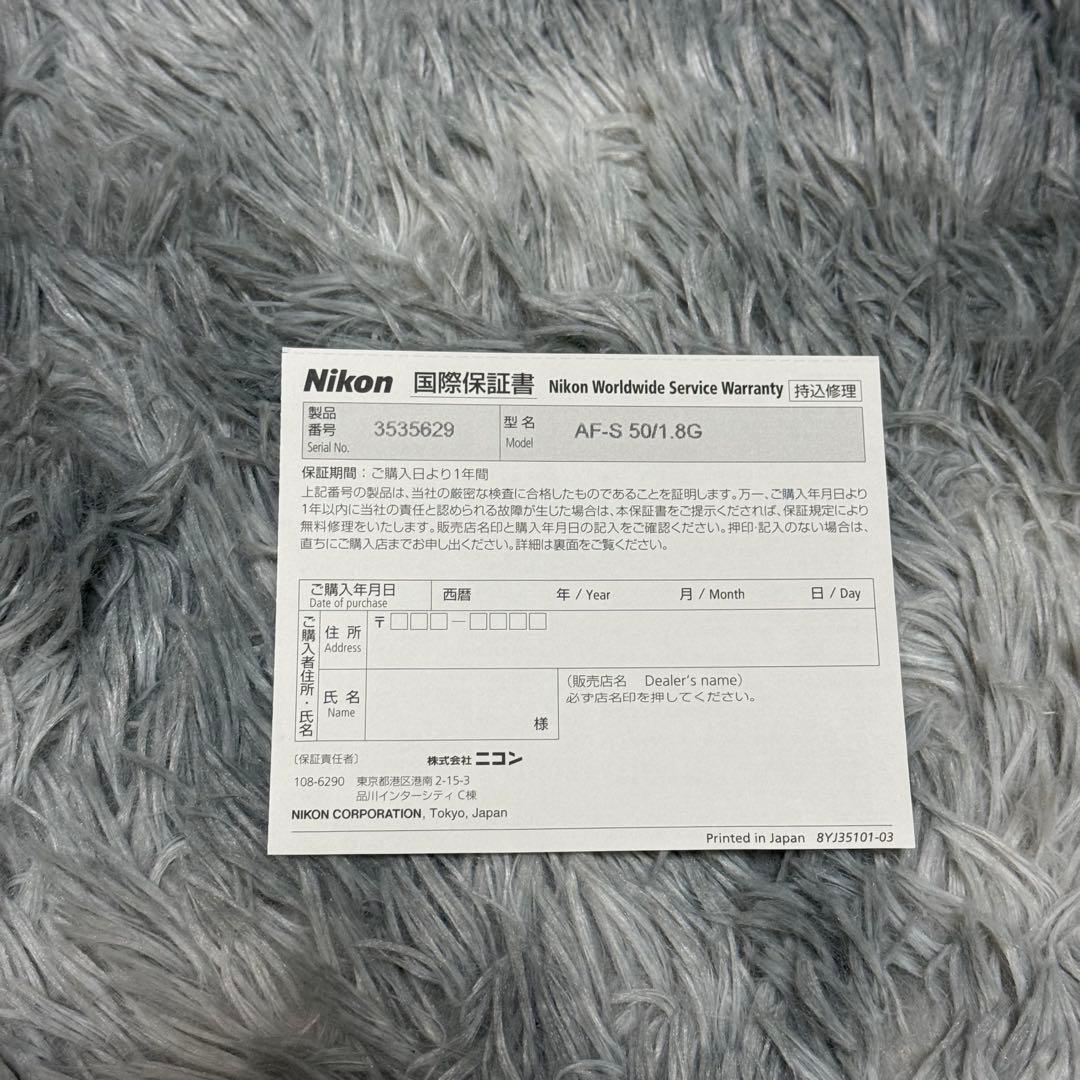 Nikon 国際保証書 Nikon Worldwide Service Warranty 持込修理
製品
番号 3535629 型名 AF-S 50/1.8G
Serial No. Model
保証期間：ご購入日より1年間
上記番号の製品は、当社の厳密な検査に合格したものであることを証明します。万一、ご購入年月日より
1年以内に当社の責任と認められる故障が生じた場合は、本保証書をご提示くだされば、保証規定により
無料修理をいたします。販売店名印と購入年月日の記入をご確認ください。押印・記入のない場合は、
直ちにご購入店までお申し出ください。詳細は裏面をご覧ください。
ご購入年月日 西暦 年 / Year 月 / Month 日 / Day
Date of purchase
ご購入者住所・氏名
住所 〒□□□－□□□□
Address
氏名
Name
様
（販売店名 Dealer's name）
必ず店名印を押してください。
〔保証責任者〕 株式会社ニコン
108-6290 東京都港区港南2-15-3
品川インターシティC棟
NIKON CORPORATION, Tokyo, Japan
Printed in Japan 8YJ35101-03